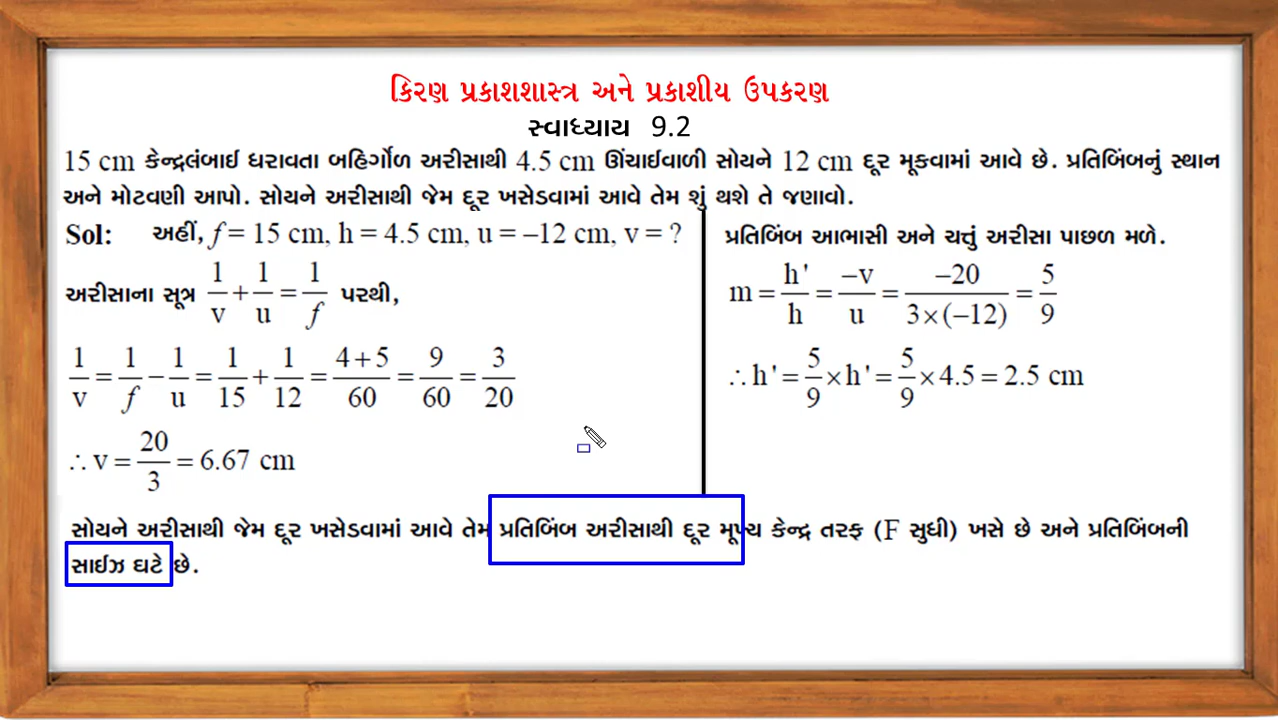 કિરણ પ્રકાશશાસ્ત્ર અને પ્રકાશીય ઉપકરણ
સ્વાધ્યાય 9.2
15 cm કેન્દ્રલંબાઈ ધરાવતા બહિર્ગોળ અરીસાથી 4.5 cm ઊંચાઈવાળી સોયને 12 cm દૂર મૂકવામાં આવે છે. પ્રતિબિંબનું સ્થાન
અને મોટવણી આપો. સોયને અરીસાથી જેમ દૂર ખસેડવામાં આવે તેમ શું થશે તે જણાવો.
Sol: અહીં, f = 15 cm, h = 4.5 cm, u = –12 cm, v = ?
અરીસાના સૂત્ર 1/v + 1/u = 1/f પરથી,
1/v = 1/f − 1/u = 1/15 + 1/12 = 4+5/60 = 9/60 = 3/20
∴ v = 20/3 = 6.67 cm
પ્રતિબિંબ આભાસી અને ચત્તું અરીસા પાછળ મળે.
m = h'/h = −v/u = −20/3×(−12) = 5/9
∴ h' = 5/9 × h' = 5/9 × 4.5 = 2.5 cm
સોયને અરીસાથી જેમ દૂર ખસેડવામાં આવે તેમ પ્રતિબિંબ અરીસાથી દૂર મૂખ્ય કેન્દ્ર તરફ (F સુધી) ખસે છે અને પ્રતિબિંબની
સાઈઝ ઘટે છે.